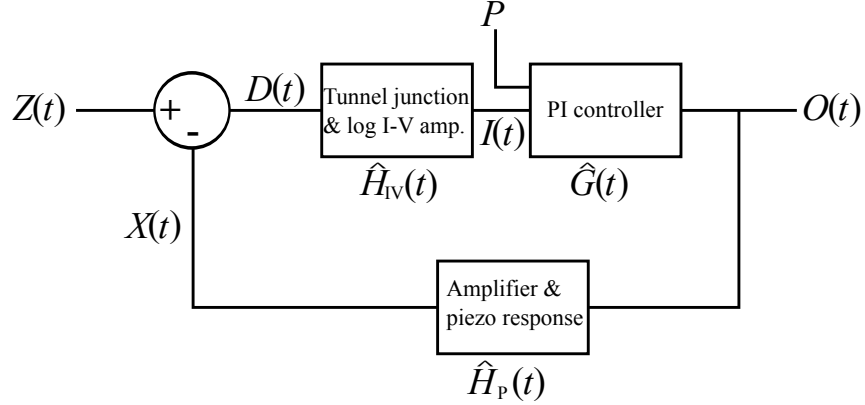 P
Z(t)
+
-
D(t)
Tunnel junction
& log I-V amp.
I(t)
PI controller
O(t)
Ĥ_IV(t)
Ĝ(t)
X(t)
Amplifier &
piezo response
Ĥ_P(t)